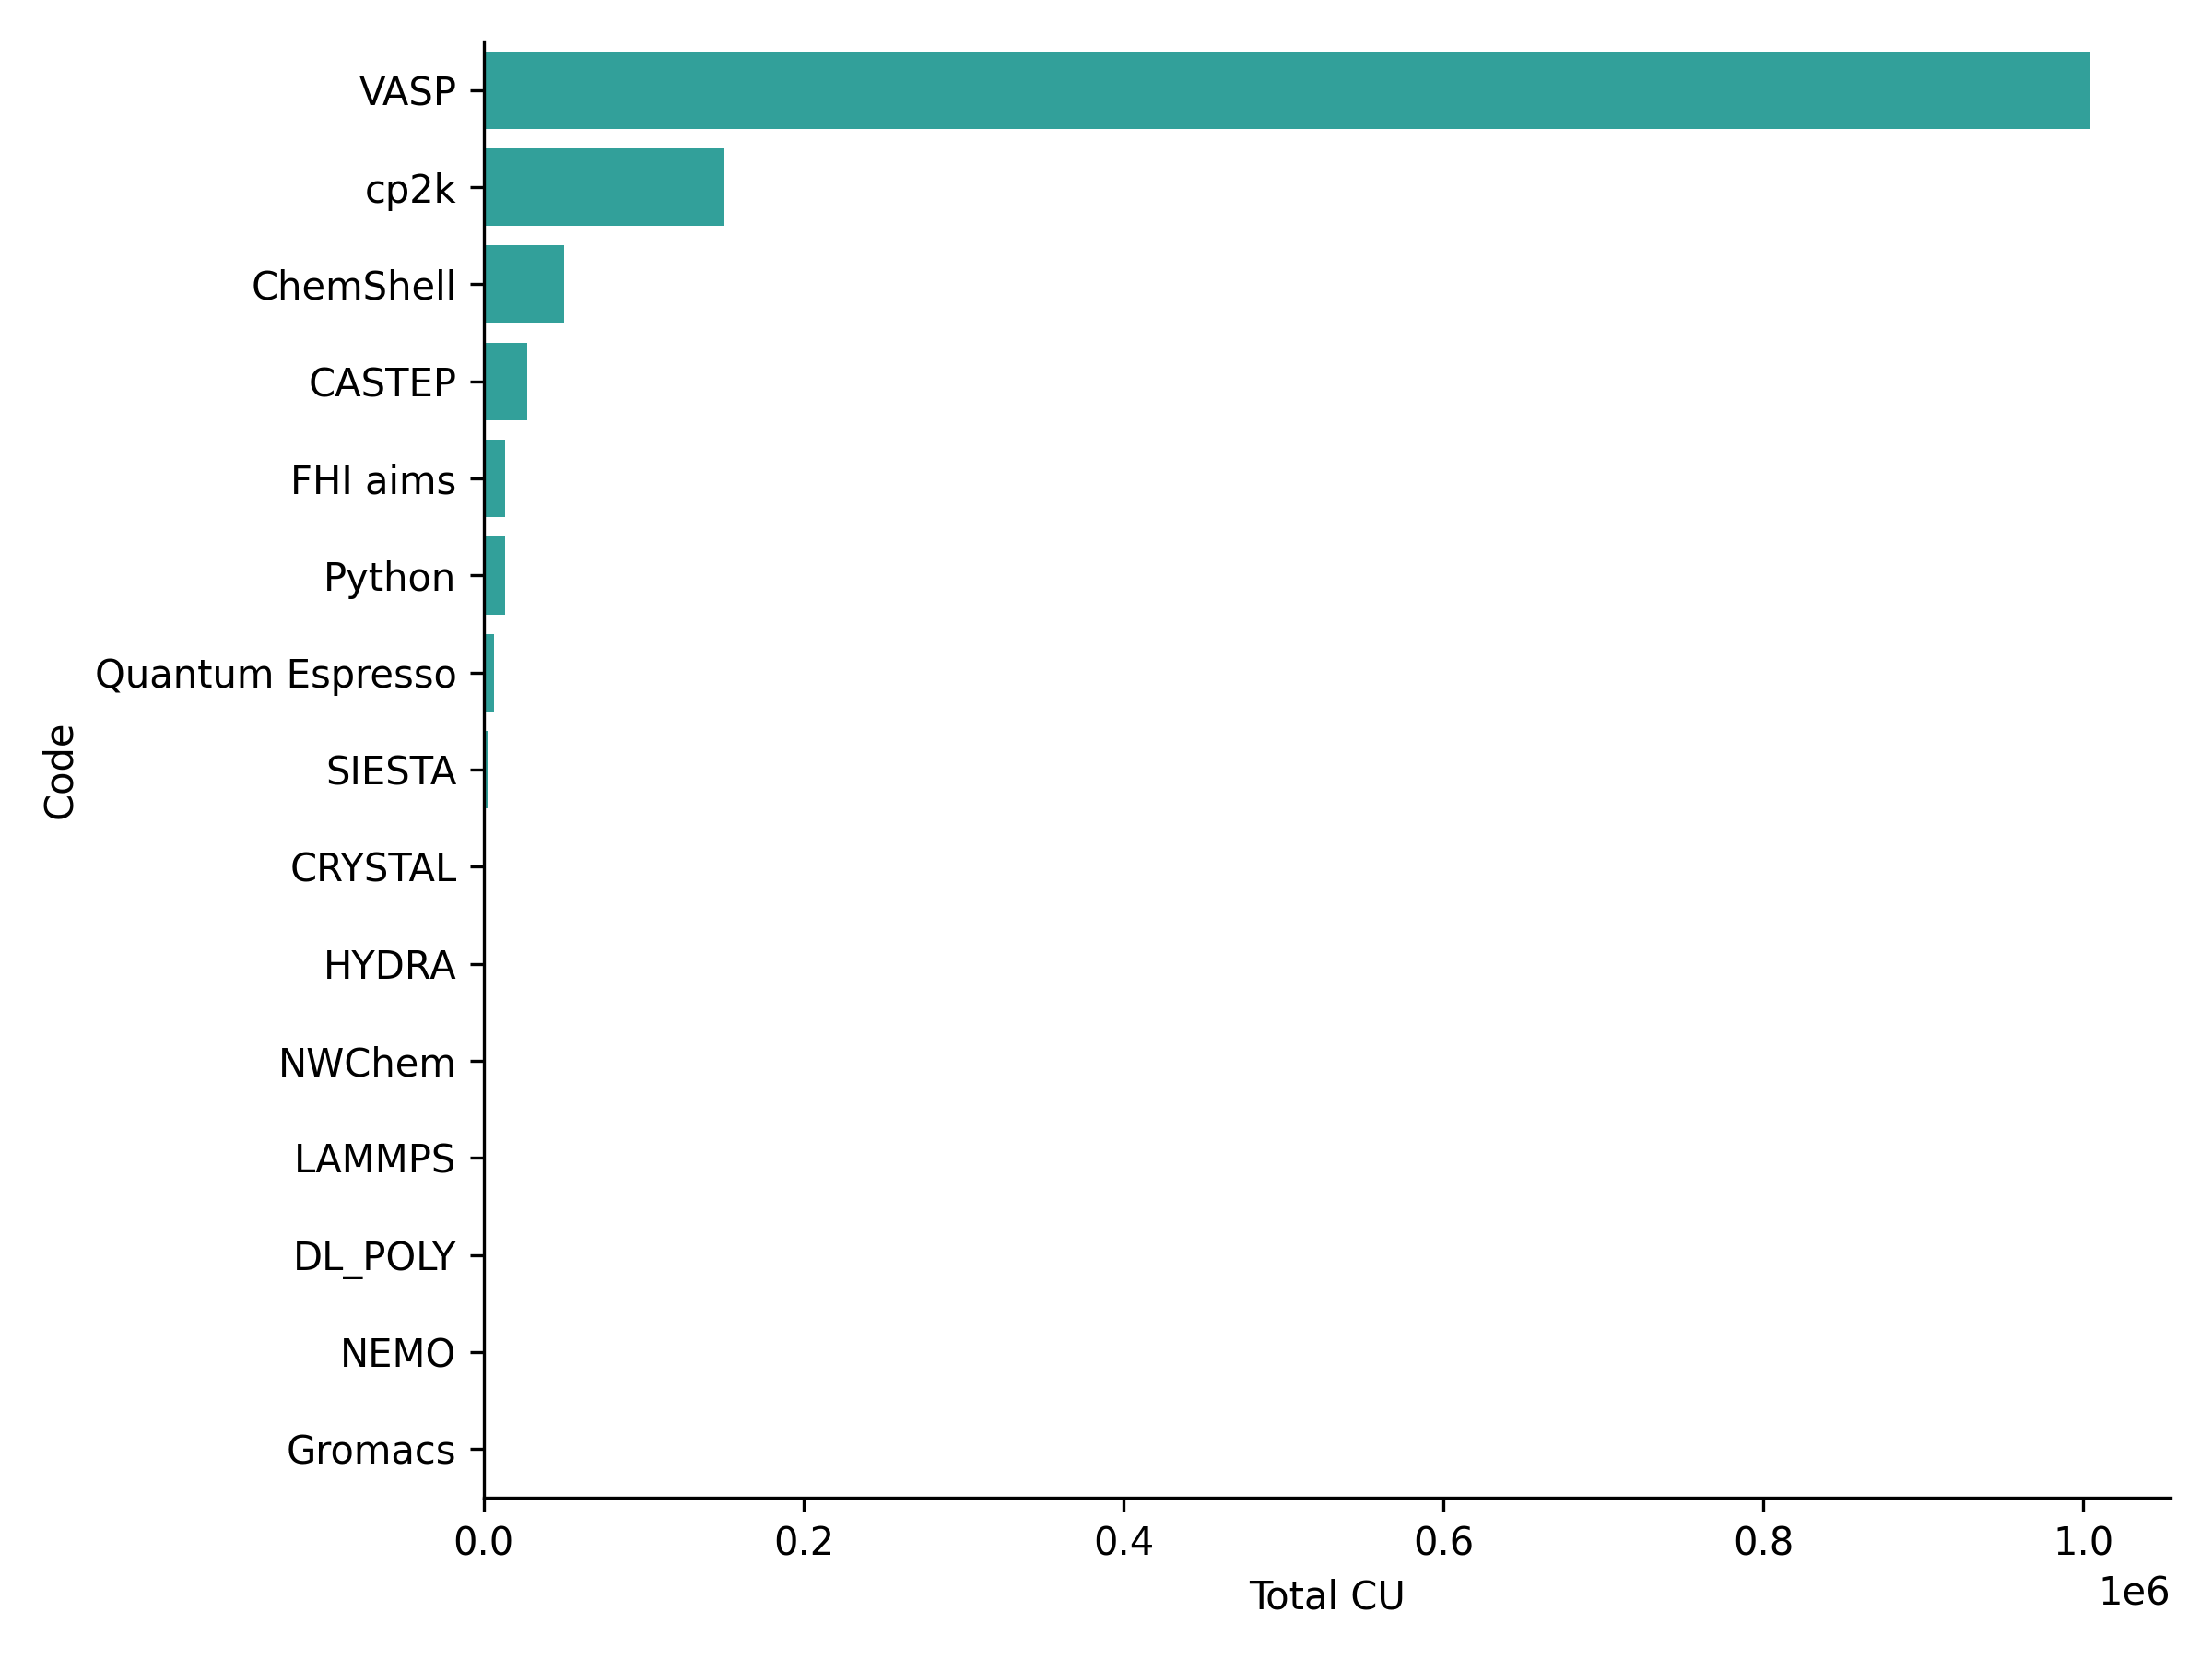 VASP
cp2k
ChemShell
CASTEP
FHI aims
Python
Quantum Espresso
SIESTA
CRYSTAL
HYDRA
NWChem
LAMMPS
DL_POLY
NEMO
Gromacs
Code
0.0 0.2 0.4 0.6 0.8 1.0
Total CU
1e6